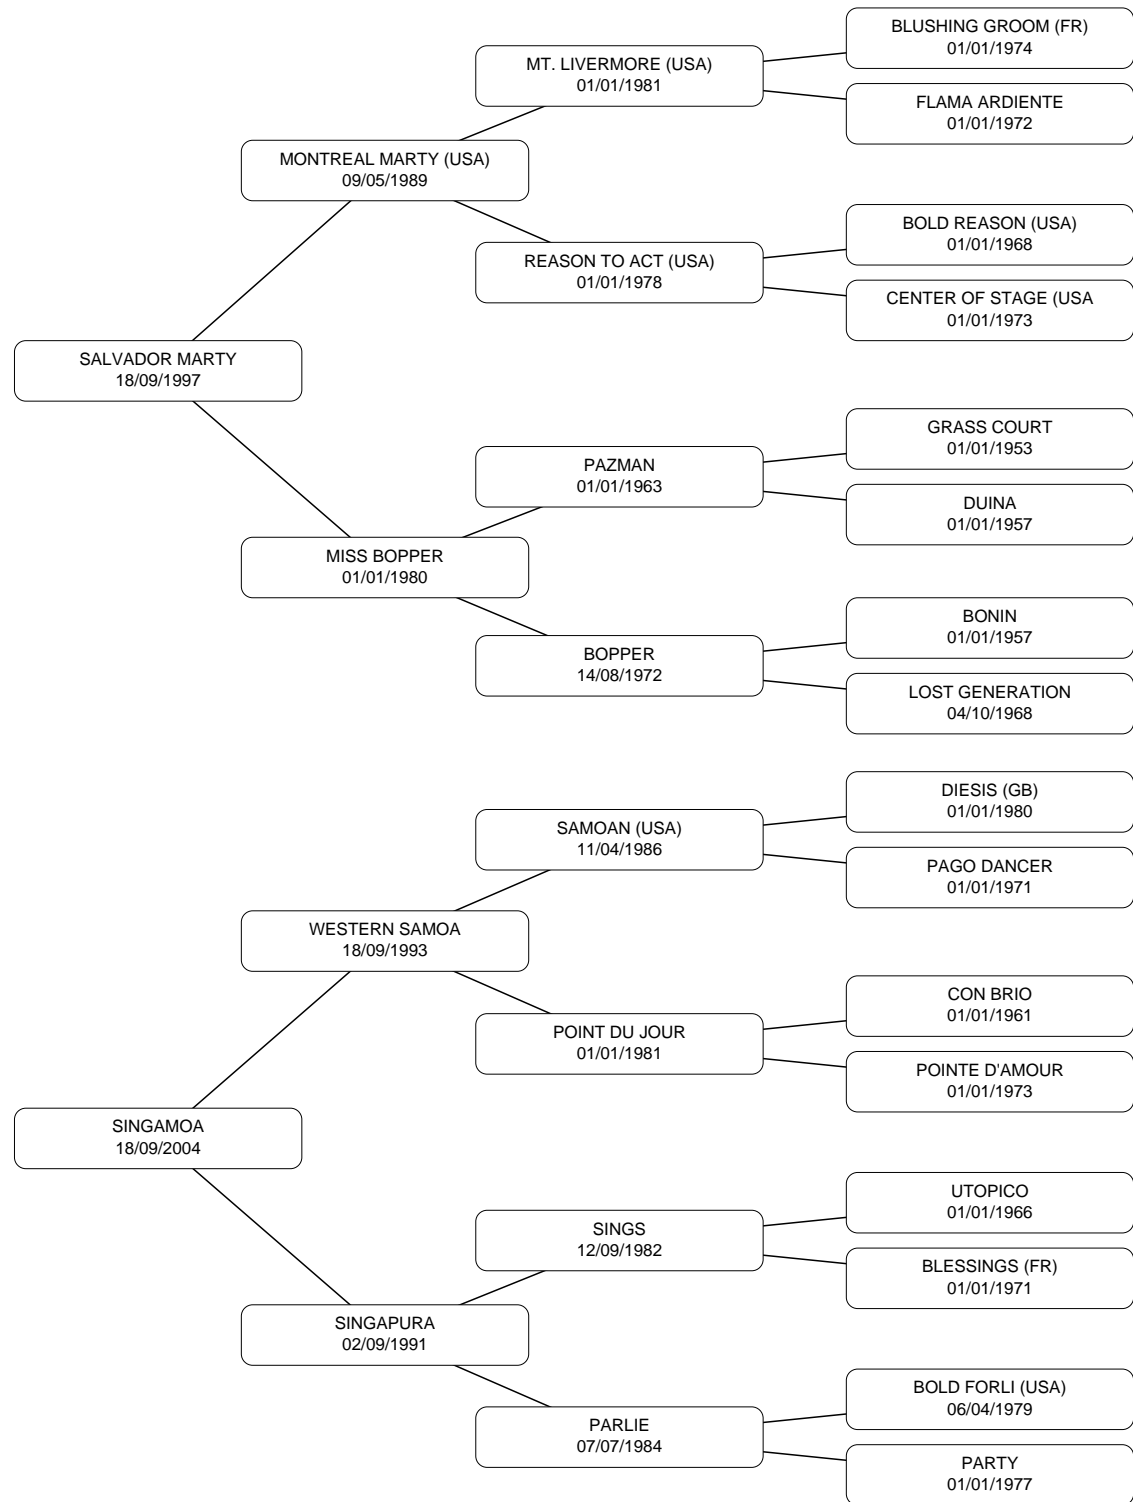 BLUSHING GROOM (FR)
01/01/1974
MT. LIVERMORE (USA)
01/01/1981
FLAMA ARDIENTE
01/01/1972
MONTREAL MARTY (USA)
09/05/1989
BOLD REASON (USA)
01/01/1968
REASON TO ACT (USA)
01/01/1978
CENTER OF STAGE (USA
01/01/1973
SALVADOR MARTY
18/09/1997
GRASS COURT
01/01/1953
PAZMAN
01/01/1963
DUINA
01/01/1957
MISS BOPPER
01/01/1980
BONIN
01/01/1957
BOPPER
14/08/1972
LOST GENERATION
04/10/1968
DIESIS (GB)
01/01/1980
SAMOAN (USA)
11/04/1986
PAGO DANCER
01/01/1971
WESTERN SAMOA
18/09/1993
CON BRIO
01/01/1961
POINT DU JOUR
01/01/1981
POINTE D'AMOUR
01/01/1973
SINGAMOA
18/09/2004
UTOPICO
01/01/1966
SINGS
12/09/1982
BLESSINGS (FR)
01/01/1971
SINGAPURA
02/09/1991
BOLD FORLI (USA)
06/04/1979
PARLIE
07/07/1984
PARTY
01/01/1977